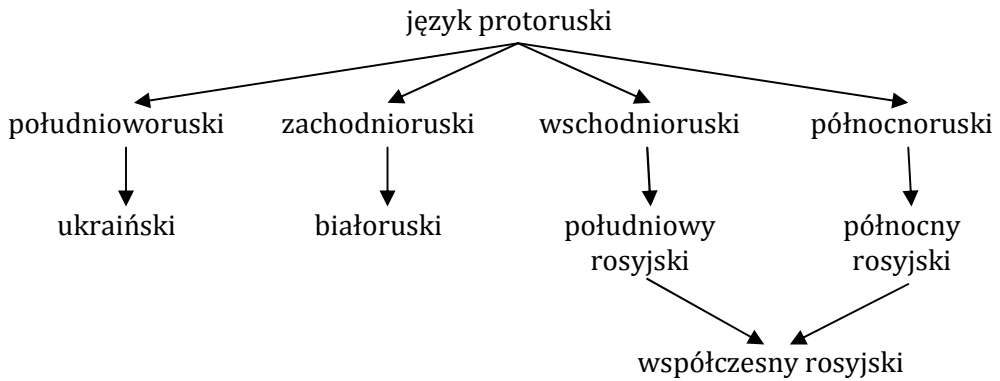 język protoruski
południoworuski zachodnioruski wschodnioruski północnoruski
ukraiński białoruski południowy północny
rosyjski rosyjski
współczesny rosyjski